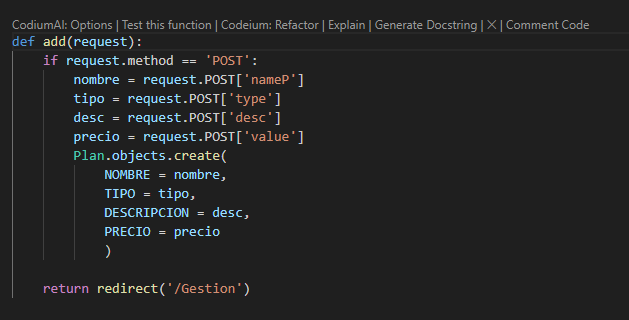 CodiumAI: Options | Test this function | Codeium: Refactor | Explain | Generate Docstring | X | Comment Code
def add(request):
    if request.method == 'POST':
        nombre = request.POST['nameP']
        tipo = request.POST['type']
        desc = request.POST['desc']
        precio = request.POST['value']
        Plan.objects.create(
            NOMBRE = nombre,
            TIPO = tipo,
            DESCRIPCION = desc,
            PRECIO = precio
            )
    return redirect('/Gestion')